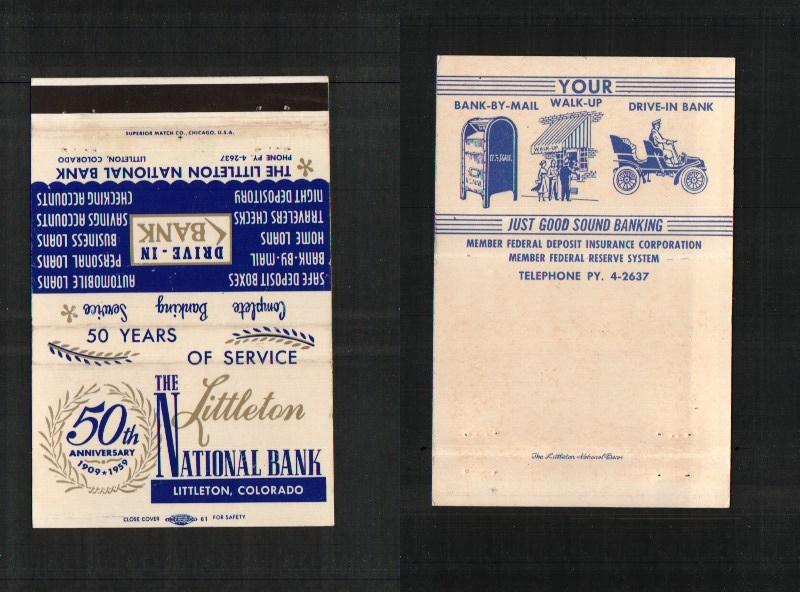 SUPERIOR MATCH CO., CHICAGO, U.S.A.
THE LITTLETON NATIONAL BANK
PHONE PY. 4-2637 LITTLETON, COLORADO
NIGHT DEPOSITORY CHECKING ACCOUNTS
TRAVELERS CHECKS SAVINGS ACCOUNTS
HOME LOANS BUSINESS LOANS
BANK-BY-MAIL PERSONAL LOANS
SAFE DEPOSIT BOXES AUTOMOBILE LOANS
DRIVE-IN
BANK
Complete Banking Service
50 YEARS
OF SERVICE
50th
ANNIVERSARY
1909★1959
THE
Littleton
NATIONAL BANK
LITTLETON, COLORADO
CLOSE COVER 61 FOR SAFETY
YOUR
BANK-BY-MAIL WALK-UP DRIVE-IN BANK
WALK-UP
U.S. MAIL
JUST GOOD SOUND BANKING
MEMBER FEDERAL DEPOSIT INSURANCE CORPORATION
MEMBER FEDERAL RESERVE SYSTEM
TELEPHONE PY. 4-2637
The Littleton National Bank